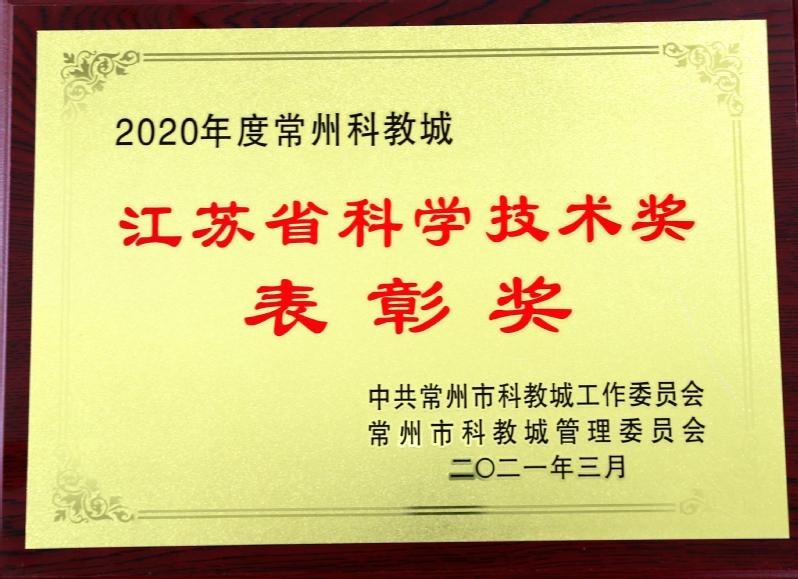 2020年度常州科教城
江苏省科学技术奖
表彰奖
中共常州市科教城工作委员会
常州市科教城管理委员会
二〇二一年三月